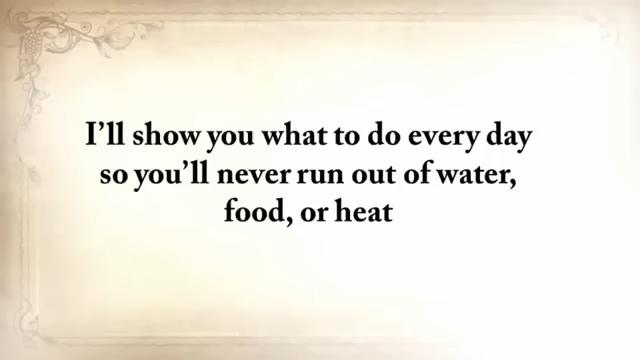 I’ll show you what to do every day
so you’ll never run out of water,
food, or heat